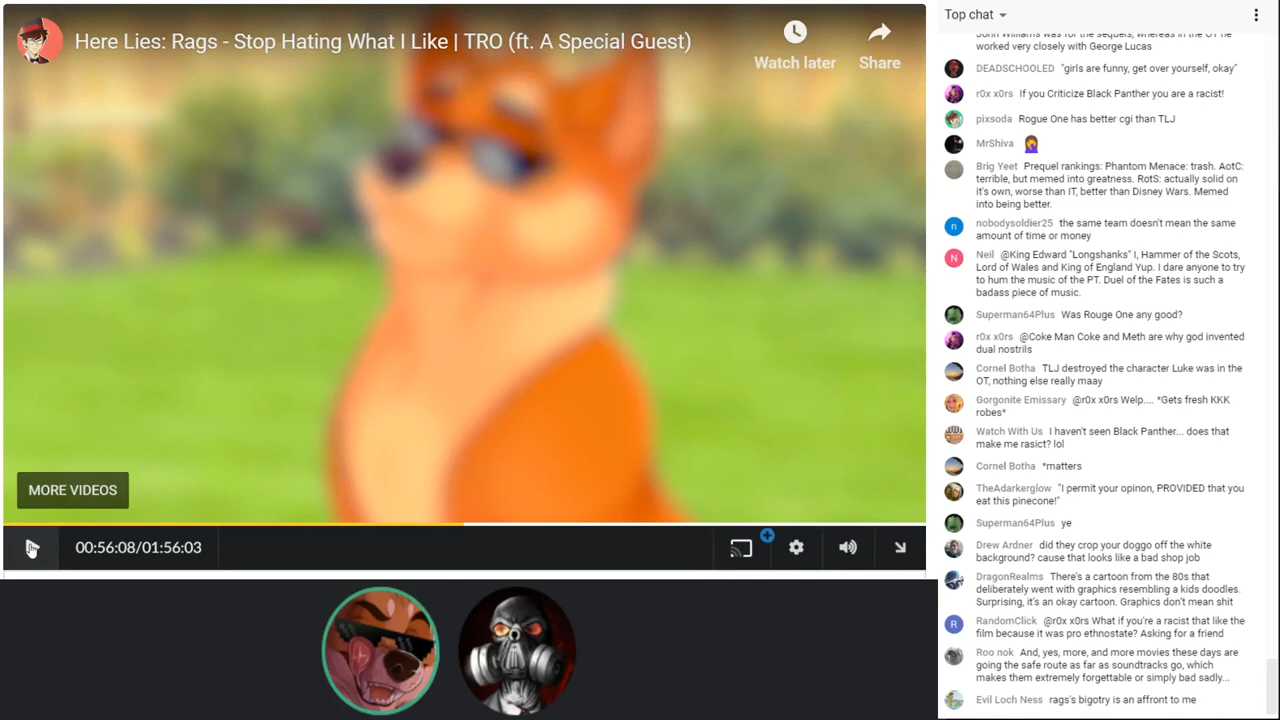 Here Lies: Rags - Stop Hating What I Like | TRO (ft. A Special Guest)
Watch later
Share
MORE VIDEOS
00:56:08/01:56:03
Top chat
John Williams was for the sequels, whereas in the OT he
worked very closely with George Lucas
DEADSCHOOLED "girls are funny, get over yourself, okay"
r0x x0rs If you Criticize Black Panther you are a racist!
pixsoda Rogue One has better cgi than TLJ
MrShiva
Brig Yeet Prequel rankings: Phantom Menace: trash. AotC:
terrible, but memed into greatness. RotS: actually solid on
it's own, worse than IT, better than Disney Wars. Memed
into being better.
n
nobodysoldier25 the same team doesn't mean the same
amount of time or money
N
Neil @King Edward "Longshanks" I, Hammer of the Scots,
Lord of Wales and King of England Yup. I dare anyone to try
to hum the music of the PT. Duel of the Fates is such a
badass piece of music.
Superman64Plus Was Rouge One any good?
r0x x0rs @Coke Man Coke and Meth are why god invented
dual nostrils
Cornel Botha TLJ destroyed the character Luke was in the
OT, nothing else really maay
Gorgonite Emissary @r0x x0rs Welp.... *Gets fresh KKK
robes*
Watch With Us I haven't seen Black Panther... does that
make me rasict? lol
Cornel Botha *matters
TheAdarkerglow "I permit your opinon, PROVIDED that you
eat this pinecone!"
Superman64Plus ye
Drew Ardner did they crop your doggo off the white
background? cause that looks like a bad shop job
DragonRealms There's a cartoon from the 80s that
deliberately went with graphics resembling a kids doodles.
Surprising, it's an okay cartoon. Graphics don't mean shit
R
RandomClick @r0x x0rs What if you're a racist that like the
film because it was pro ethnostate? Asking for a friend
Roo nok And, yes, more, and more movies these days are
going the safe route as far as soundtracks go, which
makes them extremely forgettable or simply bad sadly...
Evil Loch Ness rags's bigotry is an affront to me